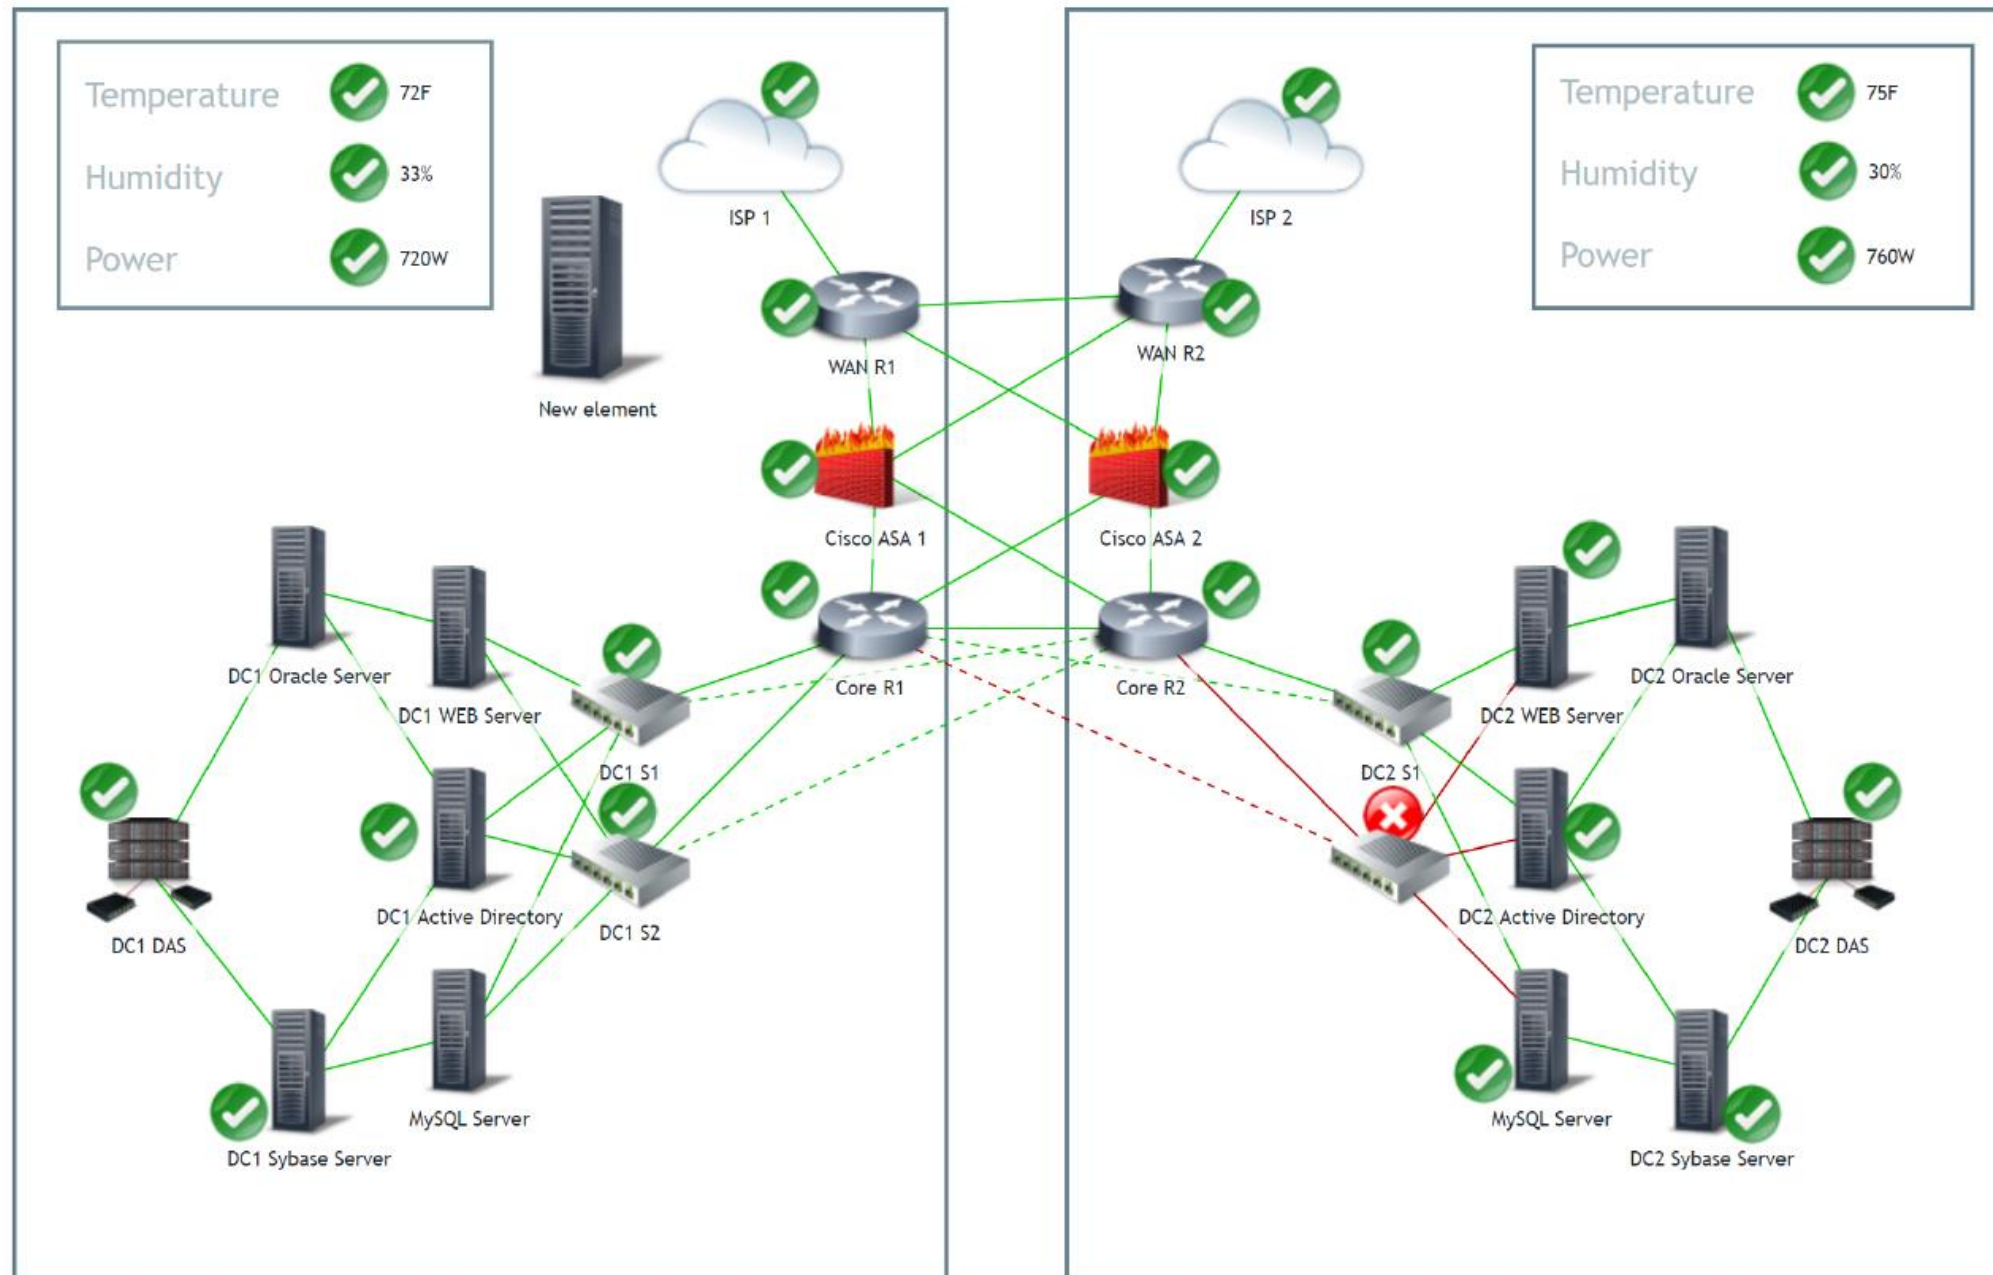 Temperature
72F
Humidity
33%
Power
720W
Temperature
75F
Humidity
30%
Power
760W
ISP 1
ISP 2
New element
WAN R1
WAN R2
Cisco ASA 1
Cisco ASA 2
Core R1
Core R2
DC1 Oracle Server
DC1 WEB Server
DC1 S1
DC1 Active Directory
DC1 S2
DC1 DAS
MySQL Server
DC1 Sybase Server
DC2 Oracle Server
DC2 WEB Server
DC2 S1
DC2 Active Directory
DC2 DAS
MySQL Server
DC2 Sybase Server